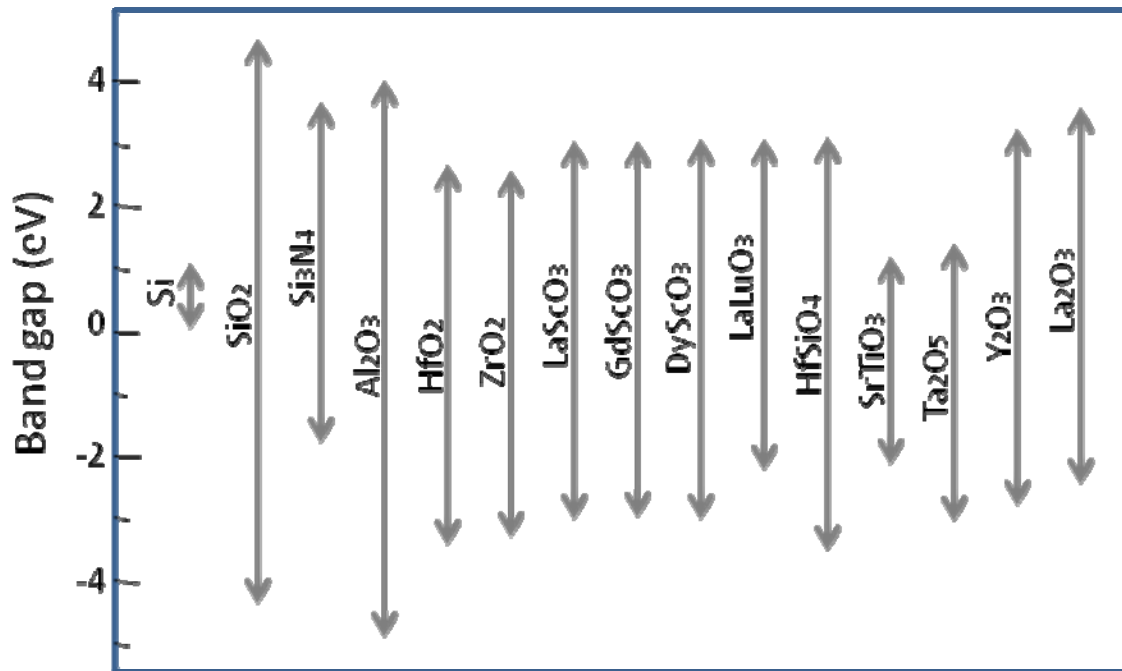 Band gap (eV)
4
2
0
-2
-4
Si
SiO₂
Si₃N₄
Al₂O₃
HfO₂
ZrO₂
LaScO₃
GdScO₃
DyScO₃
LaLuO₃
HfSiO₄
SrTiO₃
Ta₂O₅
Y₂O₃
La₂O₃